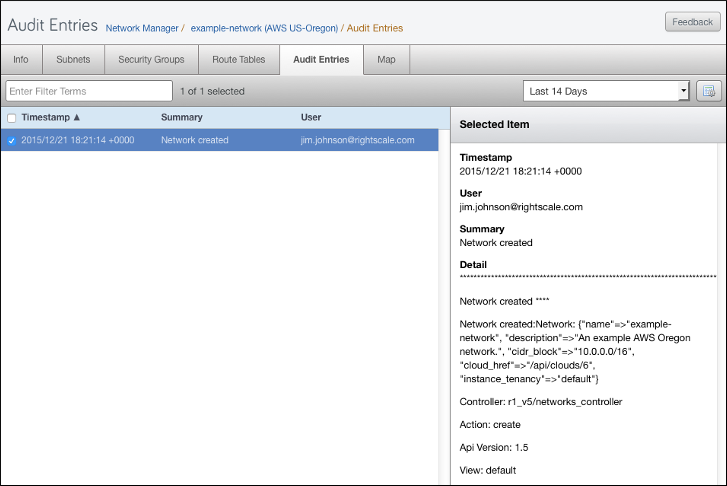 Audit Entries Network Manager / example-network (AWS US-Oregon) / Audit Entries
Feedback
Info Subnets Security Groups Route Tables Audit Entries Map
Enter Filter Terms 1 of 1 selected Last 14 Days
Timestamp ▲ Summary User
2015/12/21 18:21:14 +0000 Network created jim.johnson@rightscale.com
Selected Item
Timestamp
2015/12/21 18:21:14 +0000
User
jim.johnson@rightscale.com
Summary
Network created
Detail
*******************************************************************************
Network created ****
Network created:Network: {"name"=>"example-
network", "description"=>"An example AWS Oregon
network.", "cidr_block"=>"10.0.0.0/16",
"cloud_href"=>"/api/clouds/6",
"instance_tenancy"=>"default"}
Controller: r1_v5/networks_controller
Action: create
Api Version: 1.5
View: default